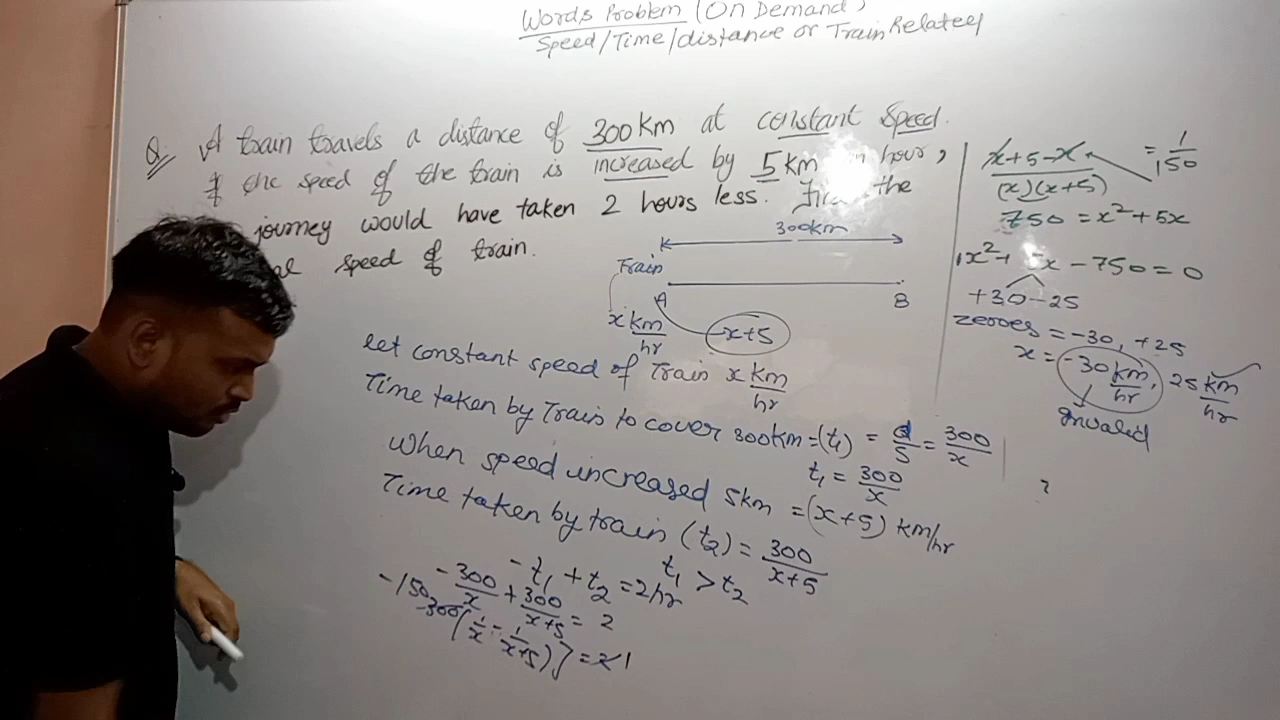 Words Problem (On Demand)
Speed/Time/distance or Train Related
Q. A train travels a distance of 300 Km at constant Speed.
If the speed of the train is increased by 5 km hour,
journey would have taken 2 hours less. the
speed of train.
300km
Train
A B
x km/hr x+5
let constant speed of Train x km/hr
Time taken by Train to cover 300km = (t₁) = d/s = 300/x
t₁ = 300/x
When speed increased 5km = (x+5) km/hr
Time taken by train (t₂) = 300/x+5
-t₁ + t₂ = 2hr t₁ > t₂
-300/x + 300/x+5 = 2
-150
-300[(1/x - 1/x+5)] = 2 1
x+5-x/(x)(x+5) = 1/150
750 = x² + 5x
1x² + 5x - 750 = 0
+30 -25
zeroes = -30, +25
x = -30 km/hr, 25 km/hr
Invalid
?